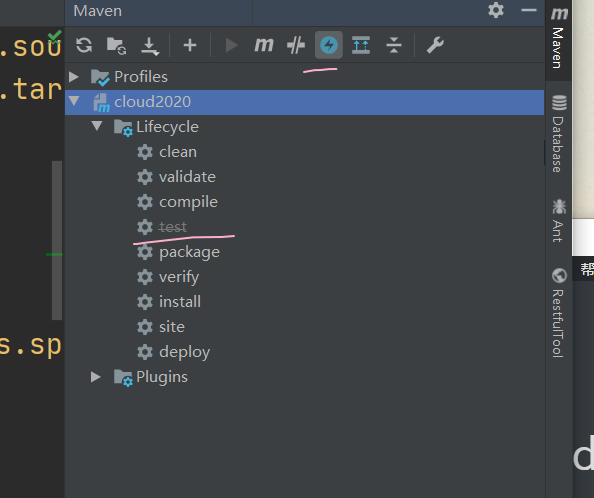 Maven
.sou
.tar
Profiles
cloud2020
Lifecycle
clean
validate
compile
test
package
verify
install
site
deploy
Plugins
s.sp
m
Maven
Database
Ant
RestfulTool
帮
d